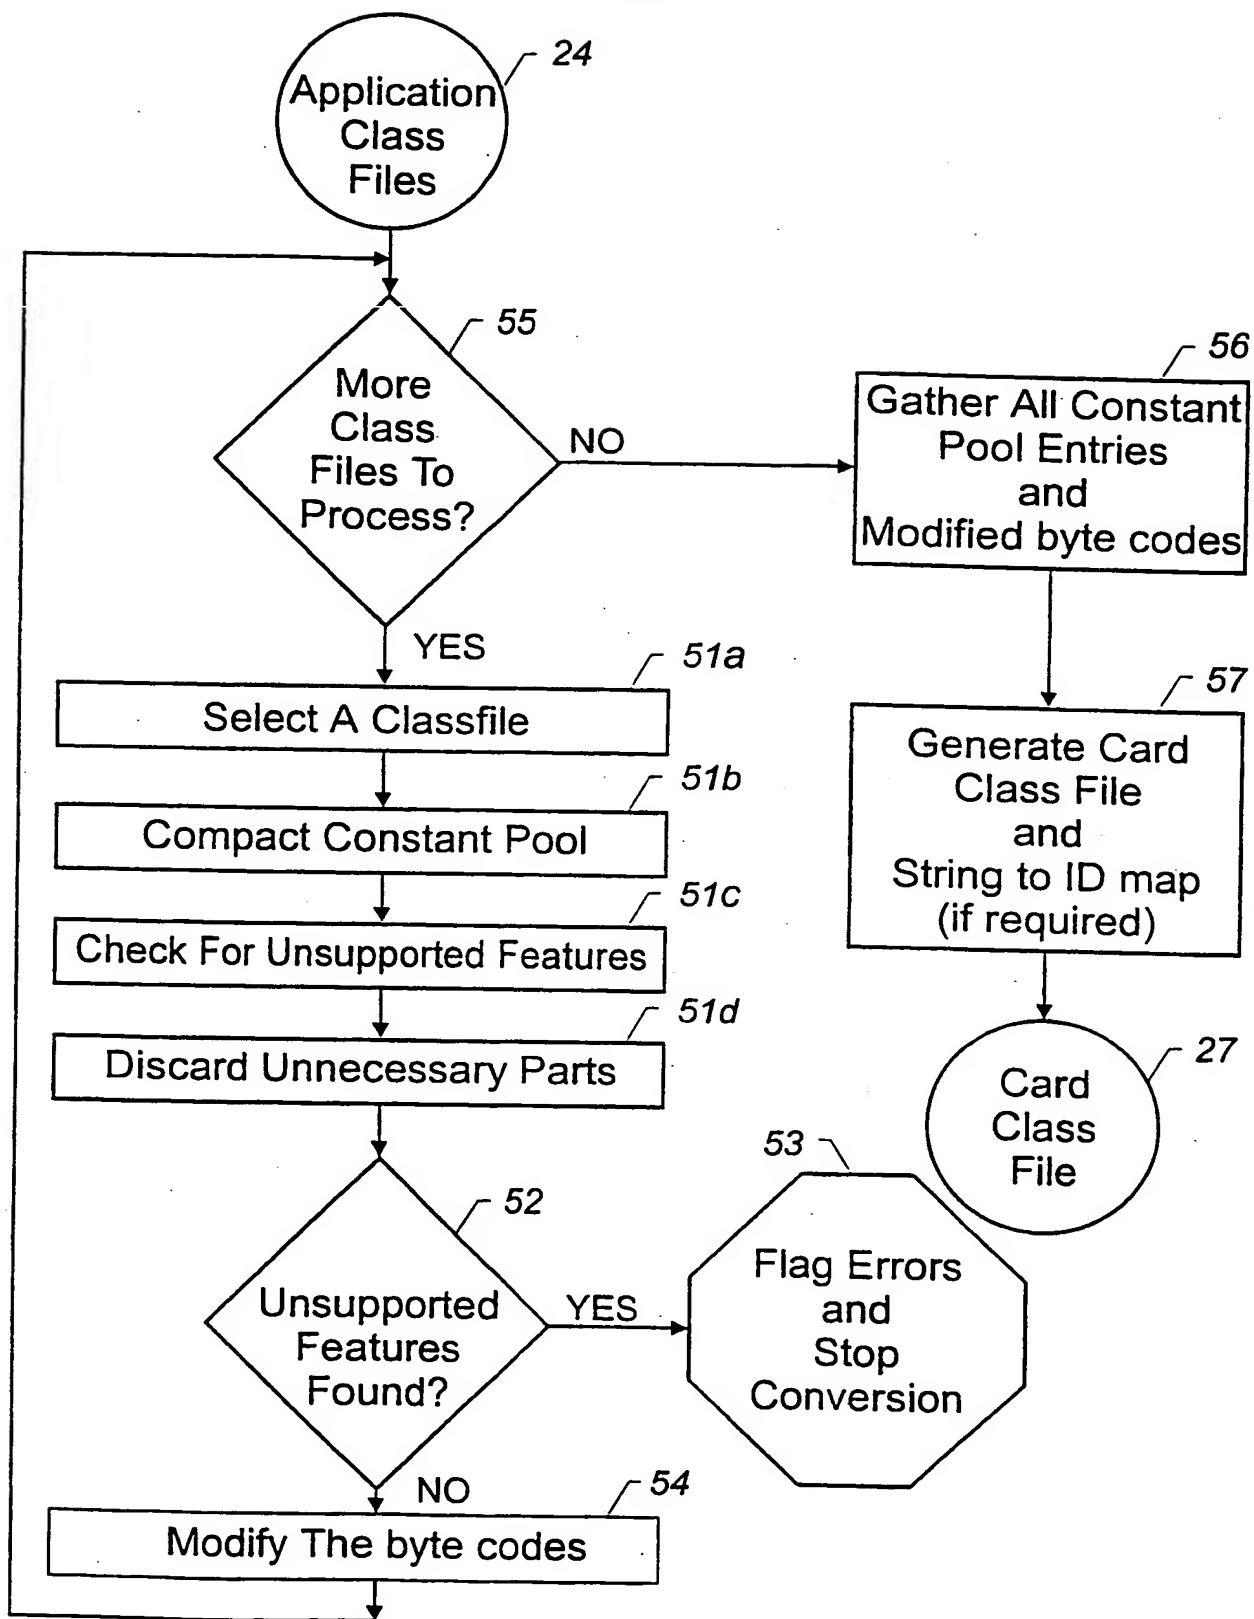 24
Application
Class
Files
55
More
Class
Files To
Process?
NO
YES
56
Gather All Constant
Pool Entries
and
Modified byte codes
51a
Select A Classfile
57
Generate Card
Class File
and
String to ID map
(if required)
51b
Compact Constant Pool
51c
Check For Unsupported Features
51d
Discard Unnecessary Parts
27
Card
Class
File
52
Unsupported
Features
Found?
YES
NO
53
Flag Errors
and
Stop
Conversion
54
Modify The byte codes